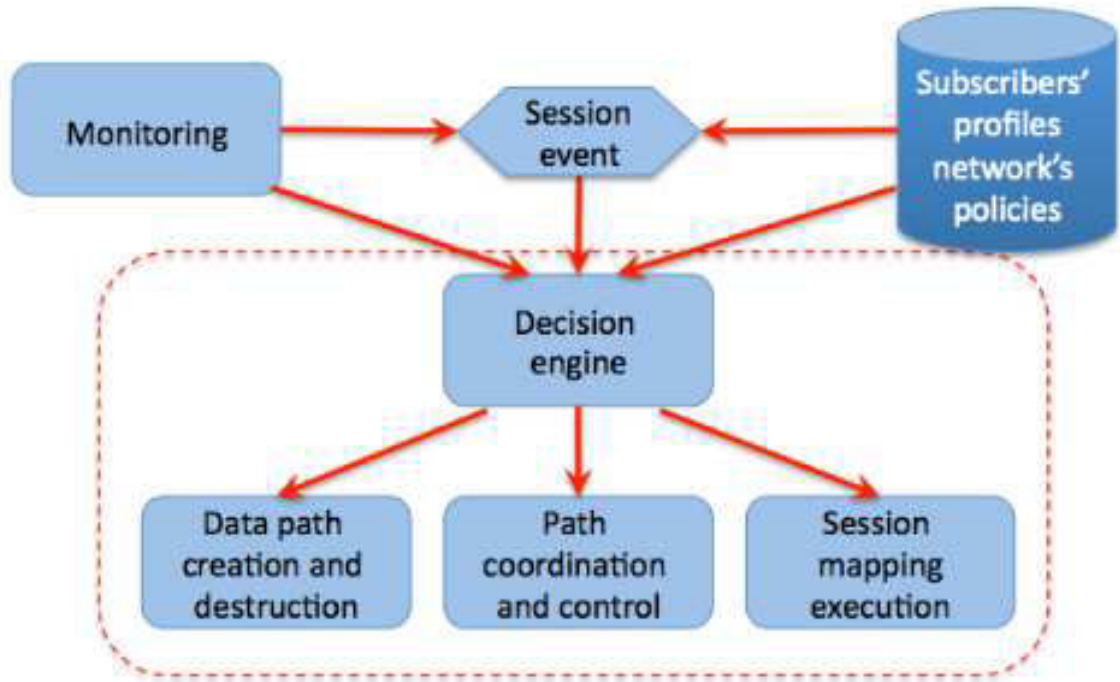 Monitoring
Session
event
Subscribers'
profiles
network's
policies
Decision
engine
Data path
creation and
destruction
Path
coordination
and control
Session
mapping
execution